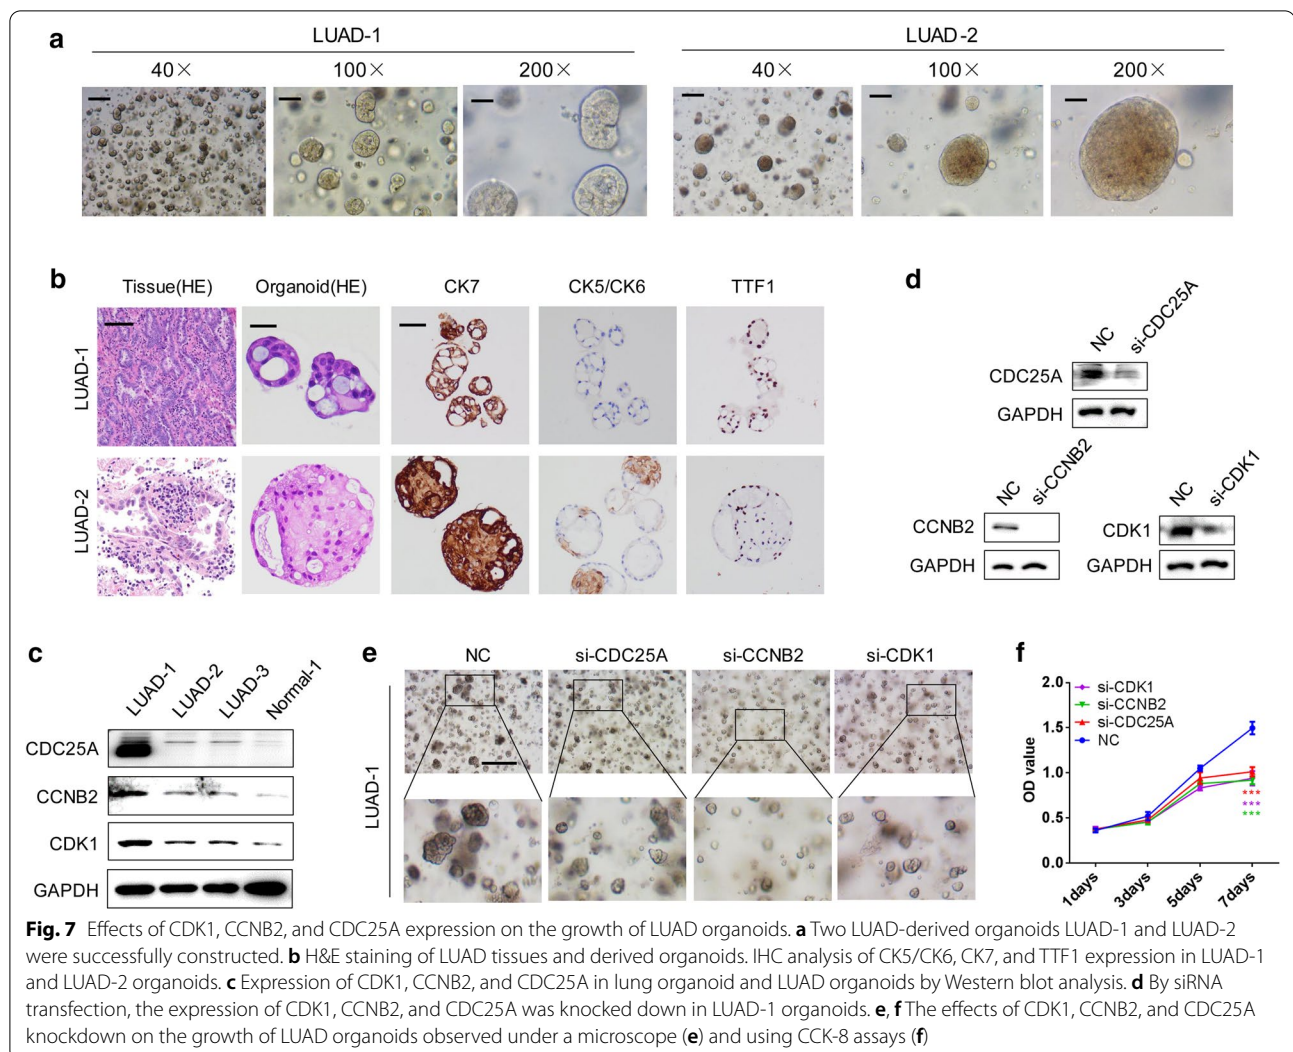 a
LUAD-1
LUAD-2
40× 100× 200× 40× 100× 200×
b
Tissue(HE) Organoid(HE) CK7 CK5/CK6 TTF1
LUAD-1
LUAD-2
d
NC si-CDC25A
CDC25A
GAPDH
NC si-CCNB2
CCNB2
GAPDH
NC si-CDK1
CDK1
GAPDH
c
LUAD-1 LUAD-2 LUAD-3 Normal-1
CDC25A
CCNB2
CDK1
GAPDH
e
NC si-CDC25A si-CCNB2 si-CDK1
LUAD-1
f
2.0
1.5
1.0
0.5
0.0
OD value
si-CDK1
si-CCNB2
si-CDC25A
NC
***
***
***
1days 3days 5days 7days
Fig. 7 Effects of CDK1, CCNB2, and CDC25A expression on the growth of LUAD organoids. a Two LUAD-derived organoids LUAD-1 and LUAD-2
were successfully constructed. b H&E staining of LUAD tissues and derived organoids. IHC analysis of CK5/CK6, CK7, and TTF1 expression in LUAD-1
and LUAD-2 organoids. c Expression of CDK1, CCNB2, and CDC25A in lung organoid and LUAD organoids by Western blot analysis. d By siRNA
transfection, the expression of CDK1, CCNB2, and CDC25A was knocked down in LUAD-1 organoids. e, f The effects of CDK1, CCNB2, and CDC25A
knockdown on the growth of LUAD organoids observed under a microscope (e) and using CCK-8 assays (f)